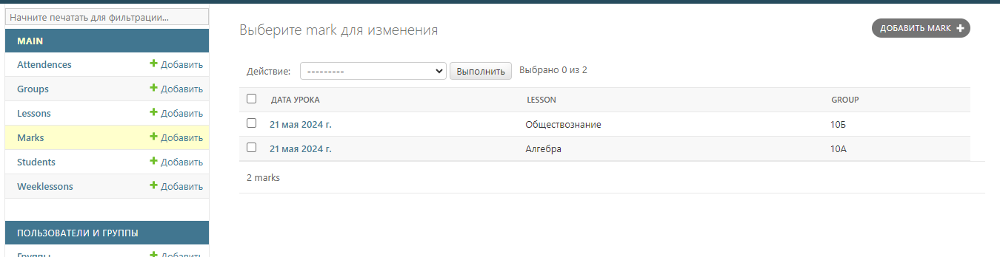 Начните печатать для фильтрации...
MAIN
Attendences + Добавить
Groups + Добавить
Lessons + Добавить
Marks + Добавить
Students + Добавить
Weeklessons + Добавить
ПОЛЬЗОВАТЕЛИ И ГРУППЫ
Группы + Добавить
Выберите mark для изменения
ДОБАВИТЬ MARK +
Действие: --------- Выполнить Выбрано 0 из 2
ДАТА УРОКА LESSON GROUP
21 мая 2024 г. Обществознание 10Б
21 мая 2024 г. Алгебра 10А
2 marks